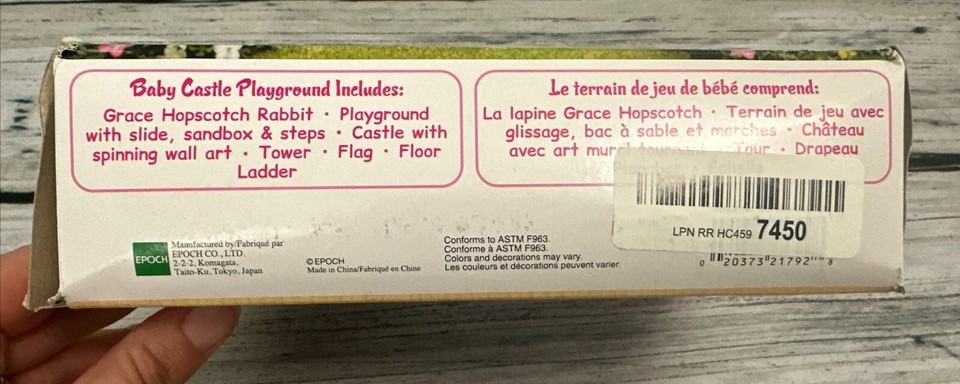 Baby Castle Playground Includes:
Grace Hopscotch Rabbit · Playground
with slide, sandbox & steps · Castle with
spinning wall art · Tower · Flag · Floor
Ladder
Le terrain de jeu de bébé comprend:
La lapine Grace Hopscotch · Terrain de jeu avec
glissage, bac à sable et marches · Château
avec art · Tour · Drapeau
LPN RR HC459 7450
EPOCH
Manufactured by/Fabriqué par
EPOCH CO., LTD.
2-2-2, Komagata,
Taito-Ku, Tokyo, Japan
©EPOCH
Made in China/Fabriqué en Chine
Conforms to ASTM F963.
Conforme à ASTM F963.
Colors and decorations may vary.
Les couleurs et décorations peuvent varier.
0 20373 21792 8